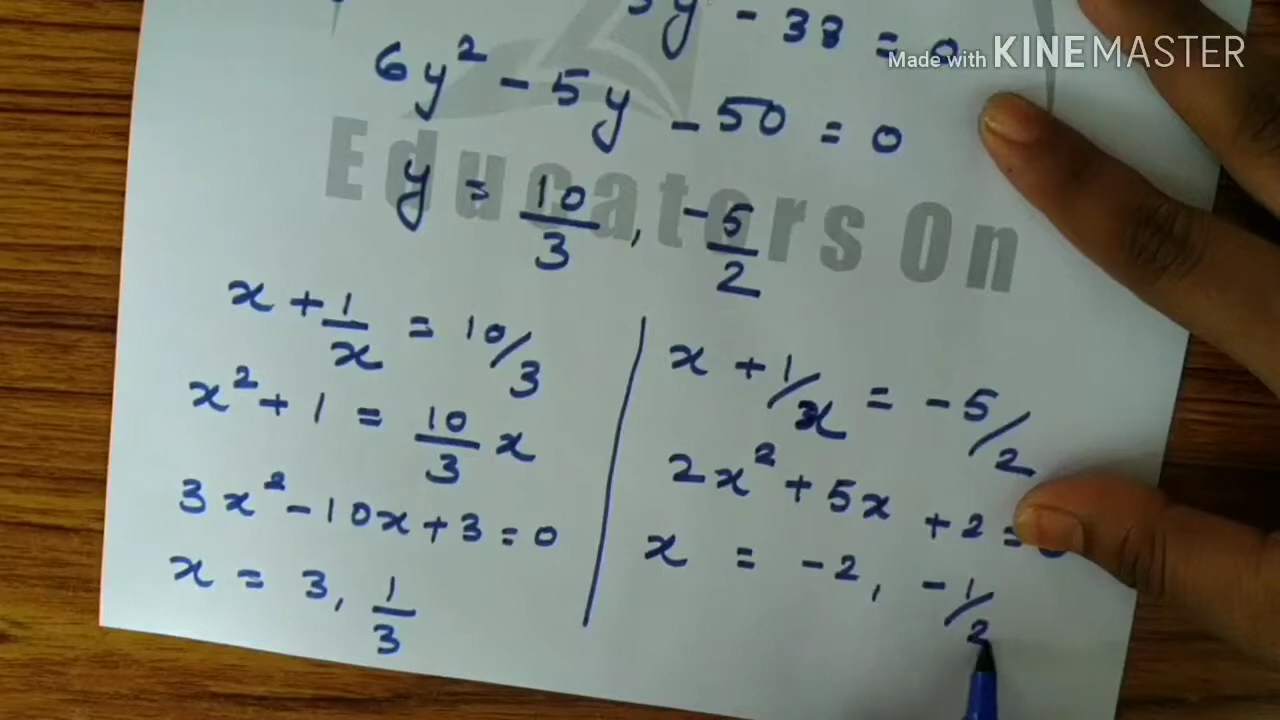 5y - 38 = 0
Made with KINEMASTER
6y² - 5y - 50 = 0
Educators On
y = 10/3, -5/2
x + 1/x = 10/3
x² + 1 = 10/3 x
3x² - 10x + 3 = 0
x = 3, 1/3
x + 1/x = -5/2
2x² + 5x + 2 = 0
x = -2, -1/2